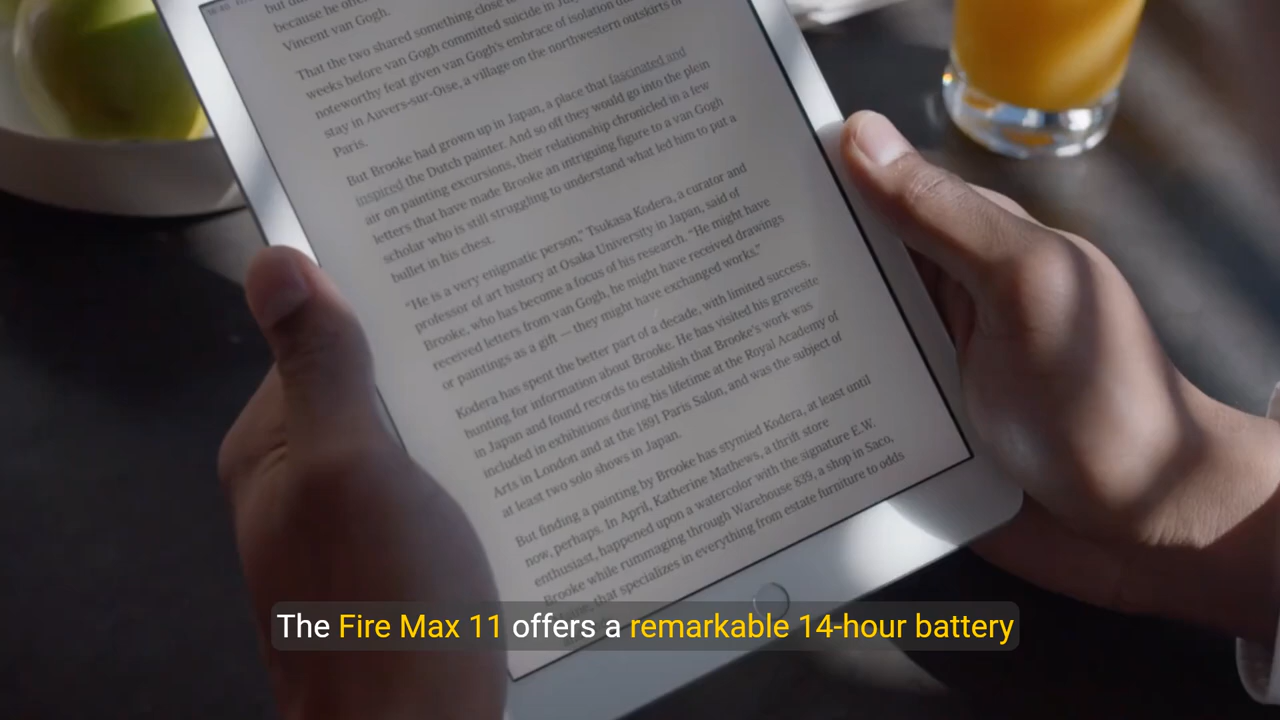 because he often
Vincent van Gogh.
That the two shared something close
weeks before van Gogh committed suicide in July
noteworthy feat given van Gogh's embrace of isolation
stay in Auvers-sur-Oise, a village on the northwestern outskirts of
Paris.
But Brooke had grown up in Japan, a place that fascinated and
inspired the Dutch painter. And so off they would go into the plein
air on painting excursions, their relationship chronicled in a few
letters that have made Brooke an intriguing figure to a van Gogh
scholar who is still struggling to understand what led him to put a
bullet in his chest.
“He is a very enigmatic person,” Tsukasa Kodera, a curator and
professor of art history at Osaka University in Japan, said of
Brooke, who has become a focus of his research. “He might have
received letters from van Gogh, he might have received drawings
or paintings as a gift — they might have exchanged works.”
Kodera has spent the better part of a decade, with limited success,
hunting for information about Brooke. He has visited his gravesite
in Japan and found records to establish that Brooke's work was
included in exhibitions during his lifetime at the Royal Academy of
Arts in London and at the 1891 Paris Salon, and was the subject of
at least two solo shows in Japan.
But finding a painting by Brooke has stymied Kodera, at least until
now, perhaps. In April, Katherine Mathews, a thrift store
enthusiast, happened upon a watercolor with the signature E.W.
Brooke while rummaging through Warehouse 839, a shop in Saco,
that specializes in everything from estate furniture to odds
The Fire Max 11 offers a remarkable 14-hour battery